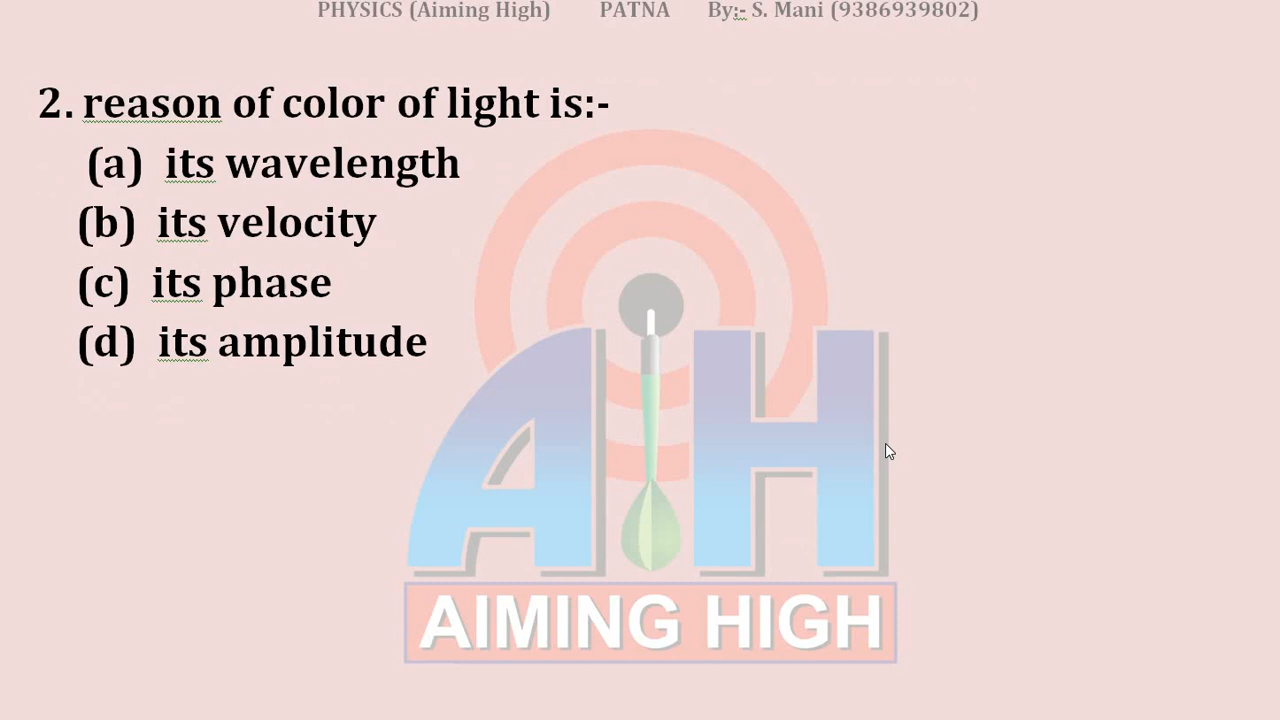 PHYSICS (Aiming High) PATNA By:- S. Mani (9386939802)
2. reason of color of light is:-
(a) its wavelength
(b) its velocity
(c) its phase
(d) its amplitude
AH
AIMING HIGH